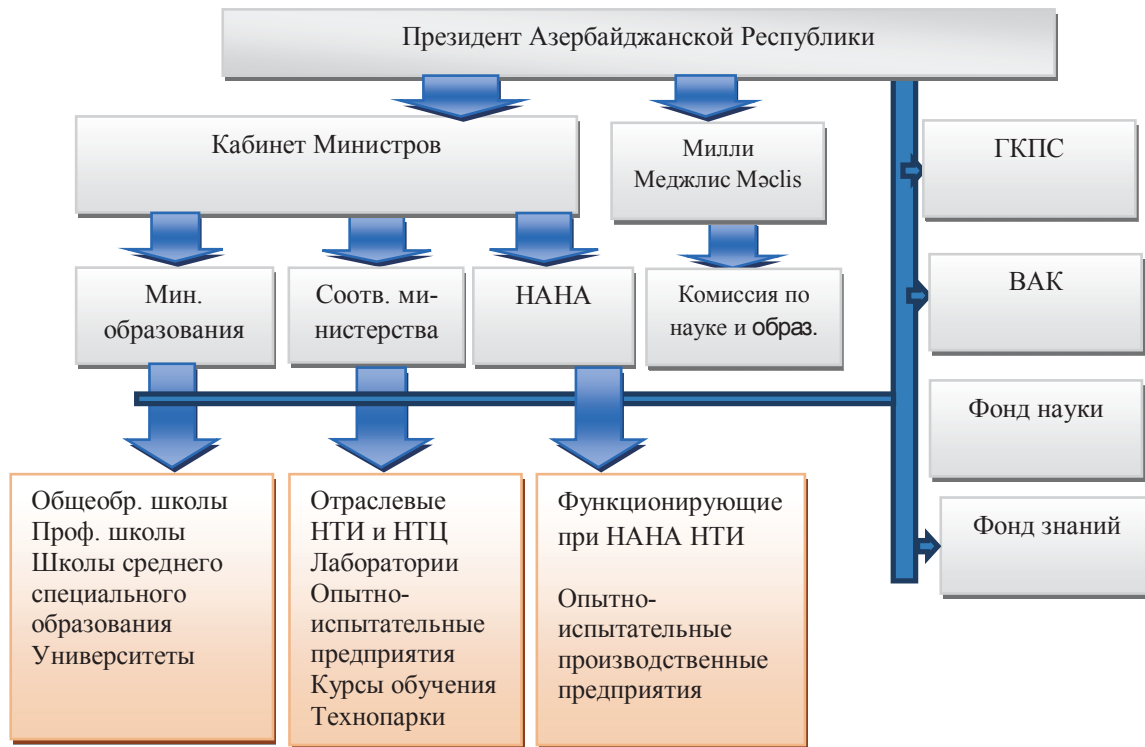 Президент Азербайджанской Республики
Кабинет Министров
Милли
Меджлис Məclis
ГКПС
Мин.
образования
Соотв. ми-
нистерства
НАНА
Комиссия по
науке и образ.
ВАК
Фонд науки
Фонд знаний
Общеобр. школы
Проф. школы
Школы среднего
специального
образования
Университеты
Отраслевые
НТИ и НТЦ
Лаборатории
Опытно-
испытательные
предприятия
Курсы обучения
Технопарки
Функционирующие
при НАНА НТИ
Опытно-
испытательные
производственные
предприятия